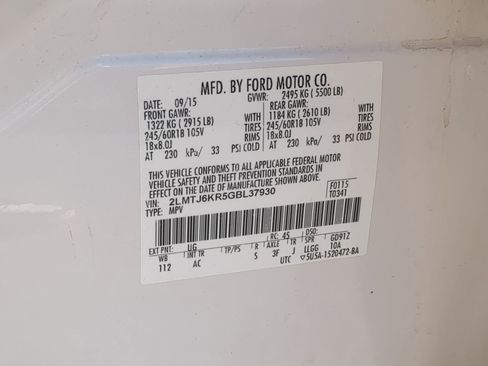 MFD. BY FORD MOTOR CO.
DATE: 09/15 GVWR: 2495 KG ( 5500 LB)
FRONT GAWR: REAR GAWR:
1322 KG ( 2915 LB) WITH 1184 KG ( 2610 LB) WITH
245/60R18 105V TIRES 245/60R18 105V TIRES
18x8.0J RIMS 18x8.0J RIMS
AT 230 kPa/ 33 PSI COLD AT 230 kPa/ 33 PSI COLD
THIS VEHICLE CONFORMS TO ALL APPLICABLE FEDERAL MOTOR
VEHICLE SAFETY AND THEFT PREVENTION STANDARDS IN
EFFECT ON THE DATE OF MANUFACTURE SHOWN ABOVE.
VIN: 2LMTJ6KR5GBL37930 F0115
TYPE: MPV T0341
EXT PNT: UG RC: 45 DSO:
WB INT TR TP/PS R AXLE TR SPR GD91Z
112 AC S 3F J LLGG 10A
UTC ▽5U5A-1520472-BA